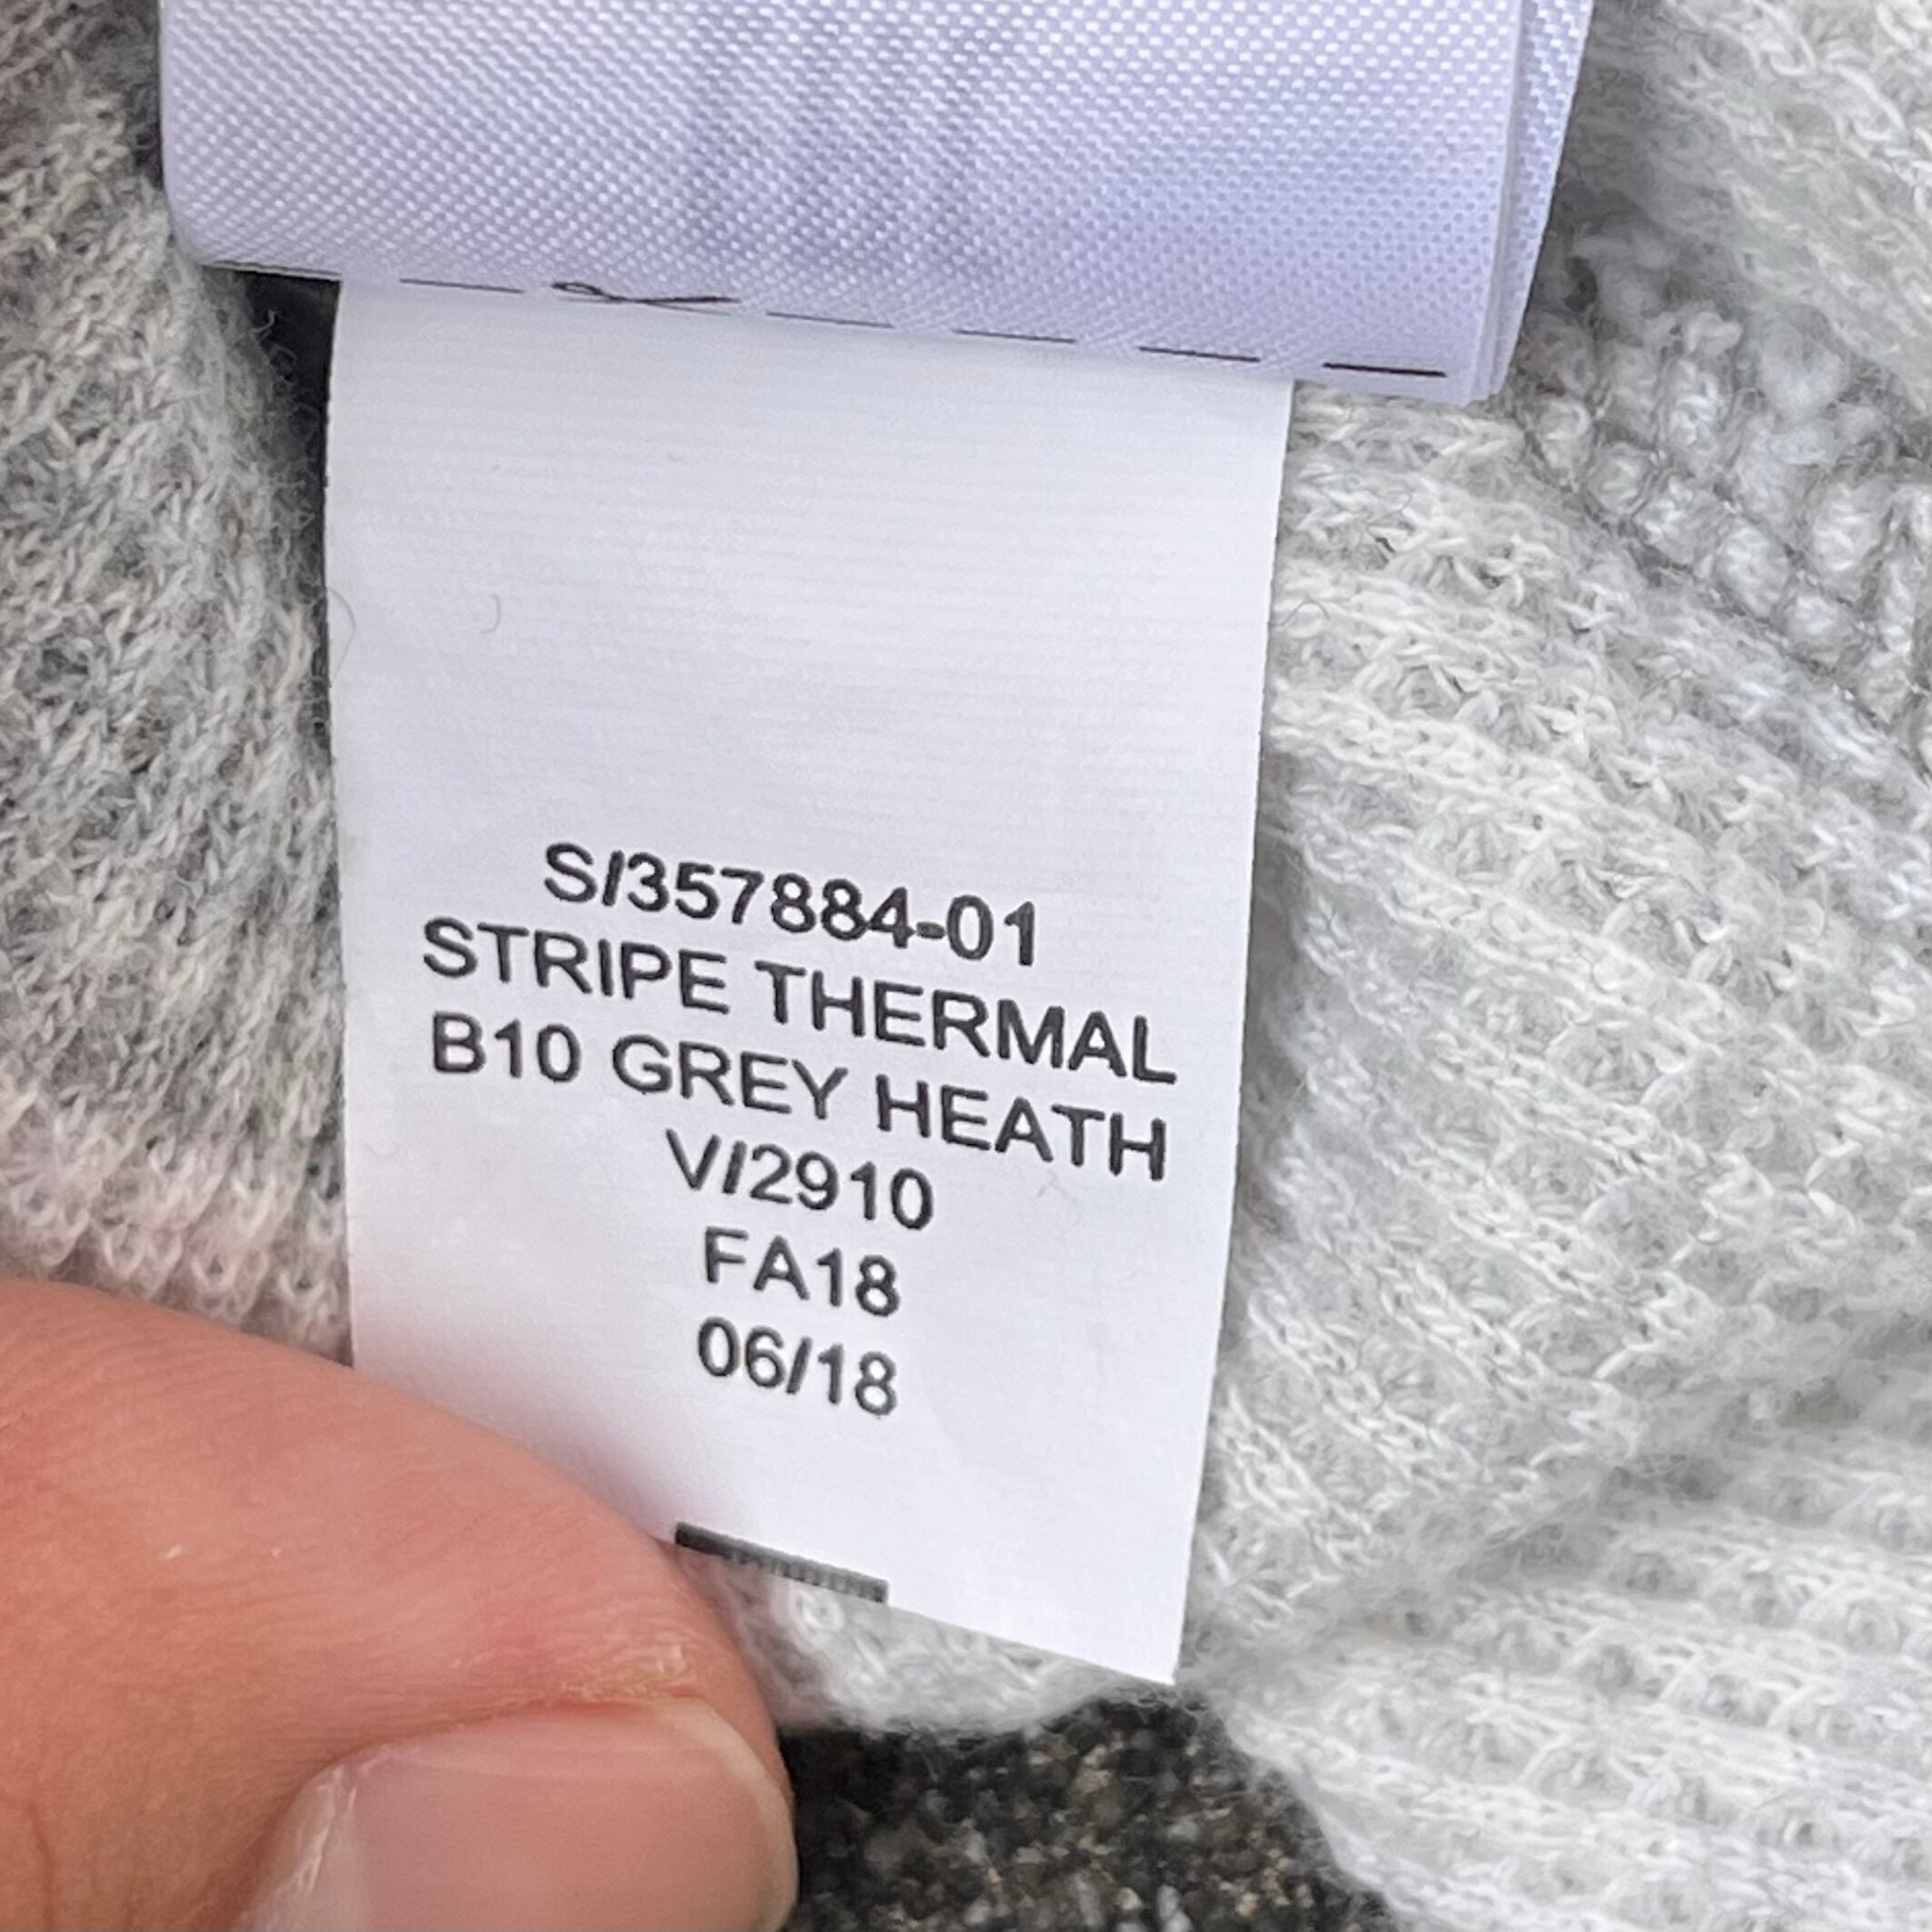 S/357884-01
STRIPE THERMAL
B10 GREY HEATH
V/2910
FA18
06/18